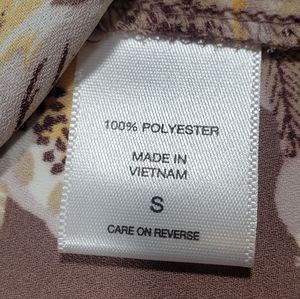 100% POLYESTER
MADE IN
VIETNAM
S
CARE ON REVERSE